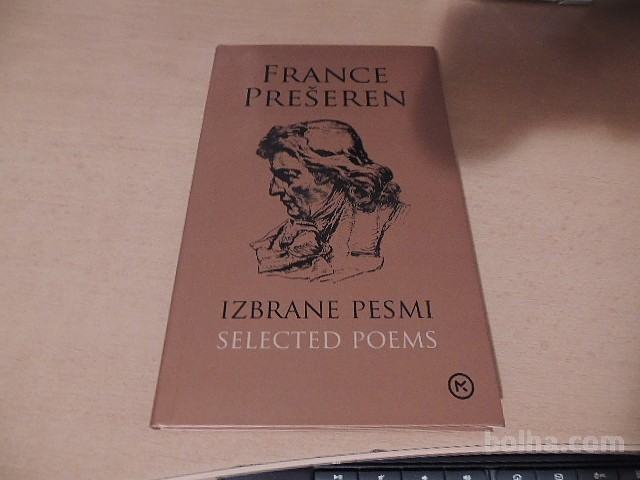 FRANCE
PREŠEREN
IZBRANE PESMI
SELECTED POEMS
bolha.com